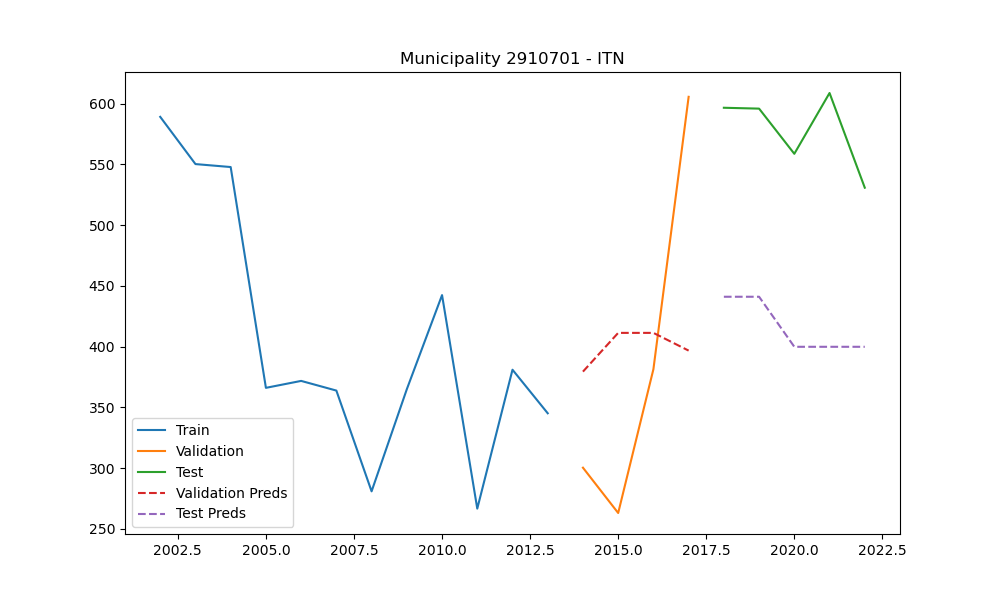 Municipality 2910701 - ITN
600
550
500
450
400
350
300
250
Train
Validation
Test
Validation Preds
Test Preds
2002.5 2005.0 2007.5 2010.0 2012.5 2015.0 2017.5 2020.0 2022.5